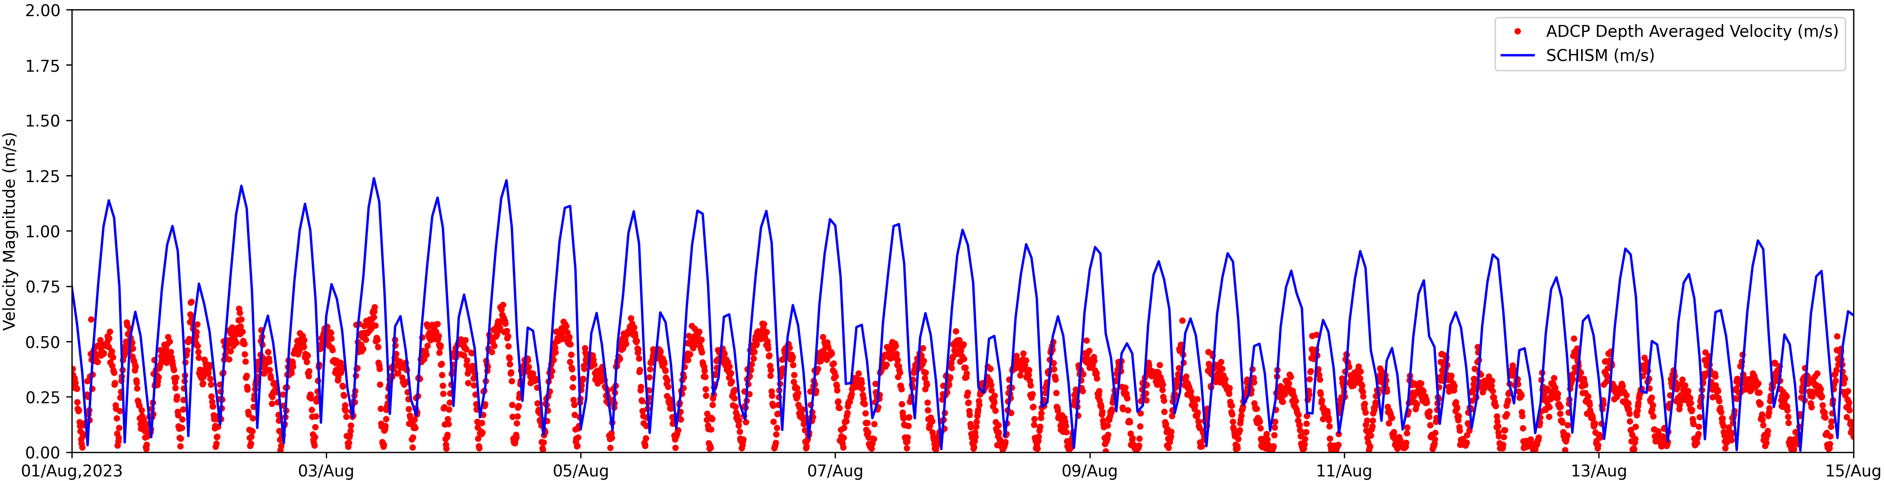 2.00
1.75
1.50
1.25
1.00
0.75
0.50
0.25
0.00
Velocity Magnitude (m/s)
ADCP Depth Averaged Velocity (m/s)
SCHISM (m/s)
01/Aug,2023
03/Aug
05/Aug
07/Aug
09/Aug
11/Aug
13/Aug
15/Aug